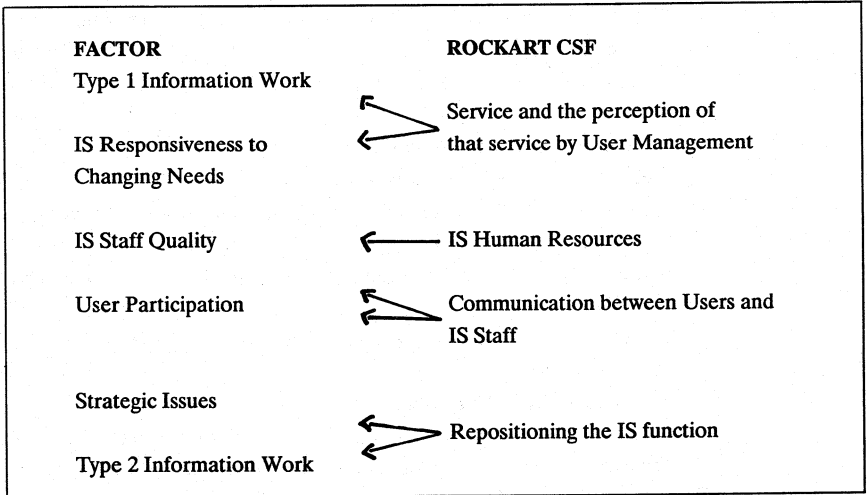 FACTOR
Type 1 Information Work
IS Responsiveness to
Changing Needs
IS Staff Quality
User Participation
Strategic Issues
Type 2 Information Work
ROCKART CSF
Service and the perception of
that service by User Management
IS Human Resources
Communication between Users and
IS Staff
Repositioning the IS function